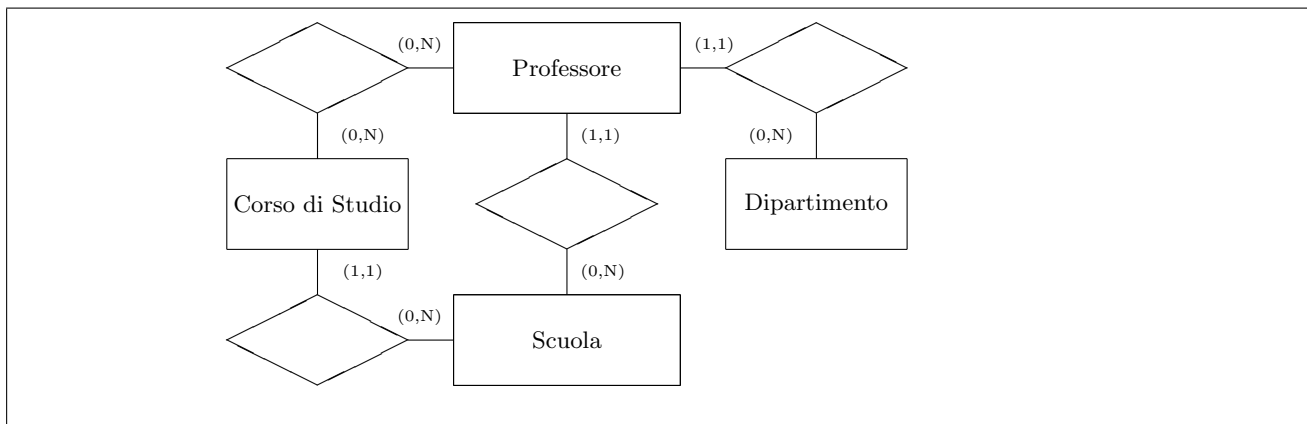 (0,N)
Professore
(1,1)
(0,N)
(1,1)
(0,N)
Corso di Studio
Dipartimento
(1,1)
(0,N)
(0,N)
Scuola